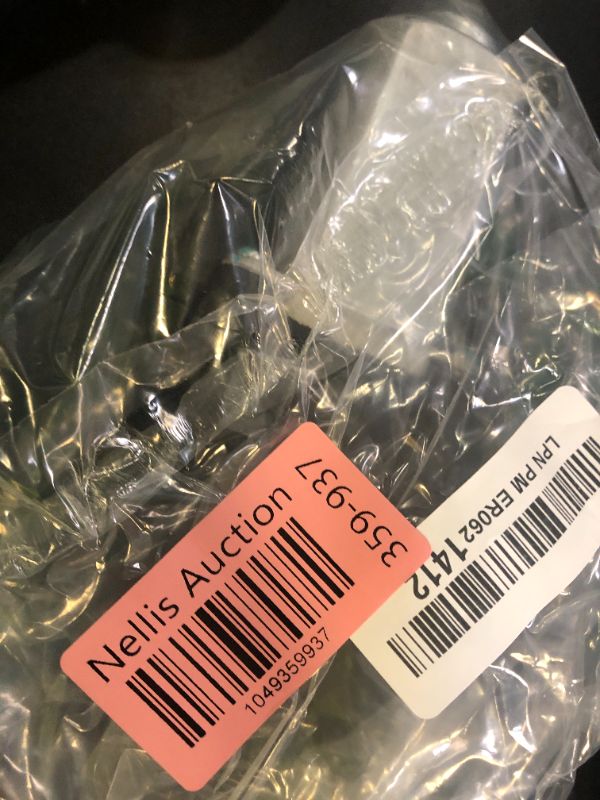 Nellis Auction
359-937
1049359937
LPN PM ER062 1412